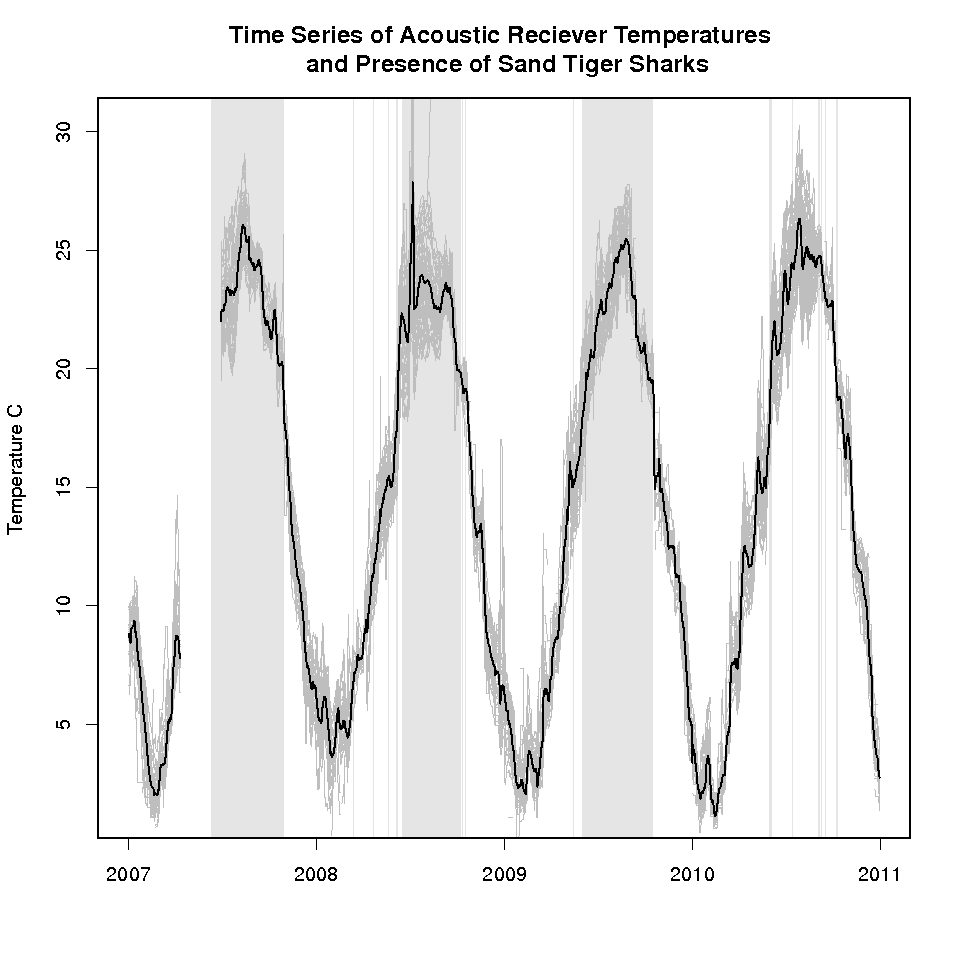 Time Series of Acoustic Reciever Temperatures
and Presence of Sand Tiger Sharks
Temperature C
30
25
20
15
10
5
2007 2008 2009 2010 2011